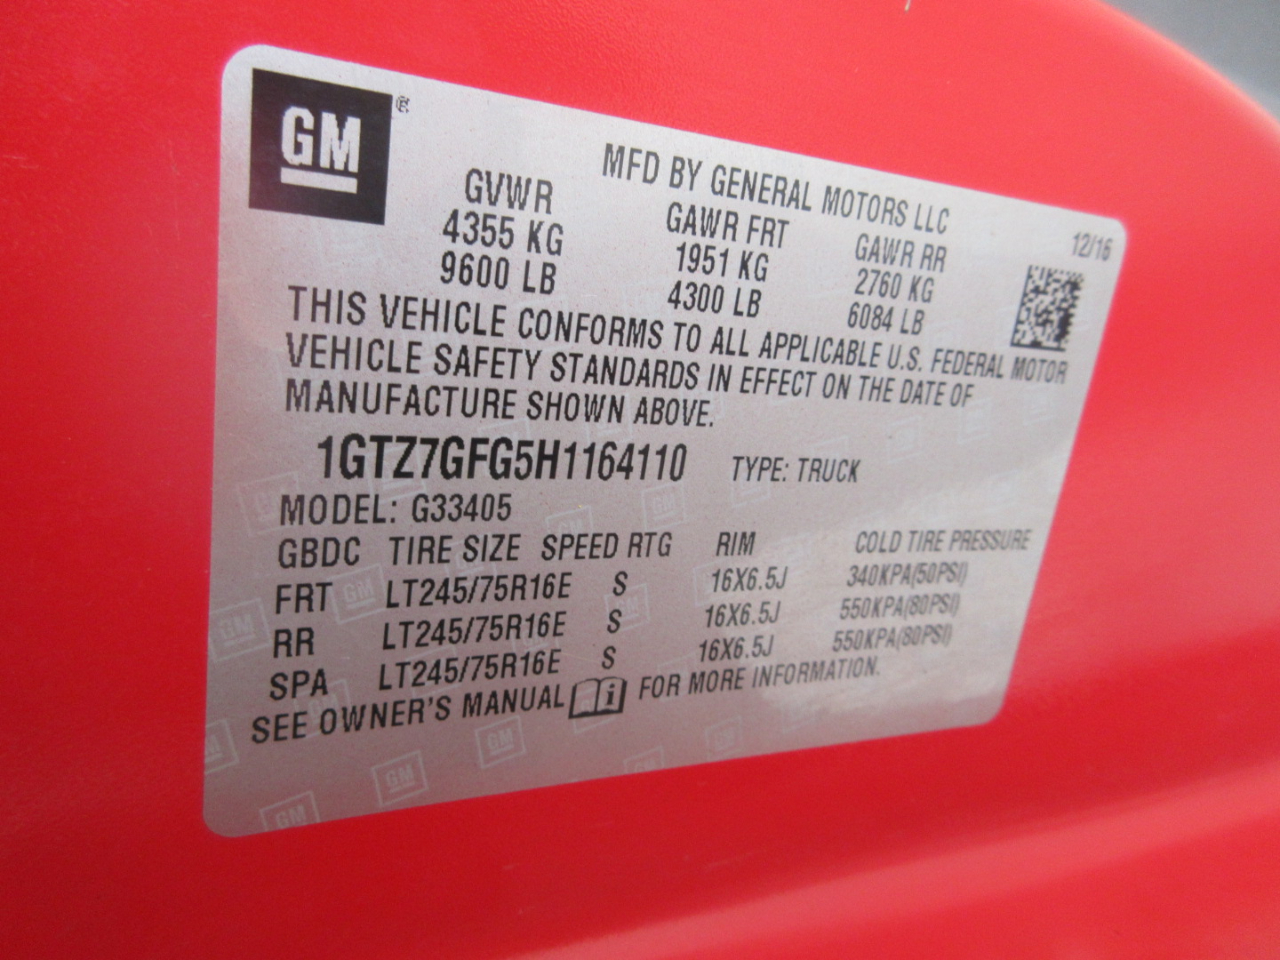 GM ®
MFD BY GENERAL MOTORS LLC
GVWR GAWR FRT GAWR RR 12/16
4355 KG 1951 KG 2760 KG
9600 LB 4300 LB 6084 LB
THIS VEHICLE CONFORMS TO ALL APPLICABLE U.S. FEDERAL MOTOR
VEHICLE SAFETY STANDARDS IN EFFECT ON THE DATE OF
MANUFACTURE SHOWN ABOVE.
1GTZ7GFG5H1164110 TYPE: TRUCK
MODEL: G33405
GBDC TIRE SIZE SPEED RTG RIM COLD TIRE PRESSURE
FRT LT245/75R16E S 16X6.5J 340KPA(50PSI)
RR LT245/75R16E S 16X6.5J 550KPA(80PSI)
SPA LT245/75R16E S 16X6.5J 550KPA(80PSI)
SEE OWNER'S MANUAL i FOR MORE INFORMATION.